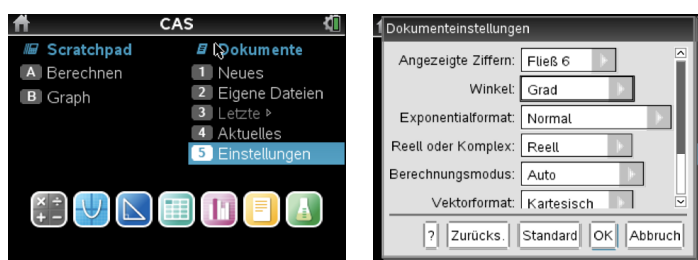 CAS
Scratchpad
A Berechnen
B Graph
Dokumente
1 Neues
2 Eigene Dateien
3 Letzte
4 Aktuelles
5 Einstellungen
Dokumenteinstellungen
Angezeigte Ziffern: Fließ 6
Winkel: Grad
Exponentialformat: Normal
Reell oder Komplex: Reell
Berechnungsmodus: Auto
Vektorformat: Kartesisch
? Zurücks. Standard OK Abbruch